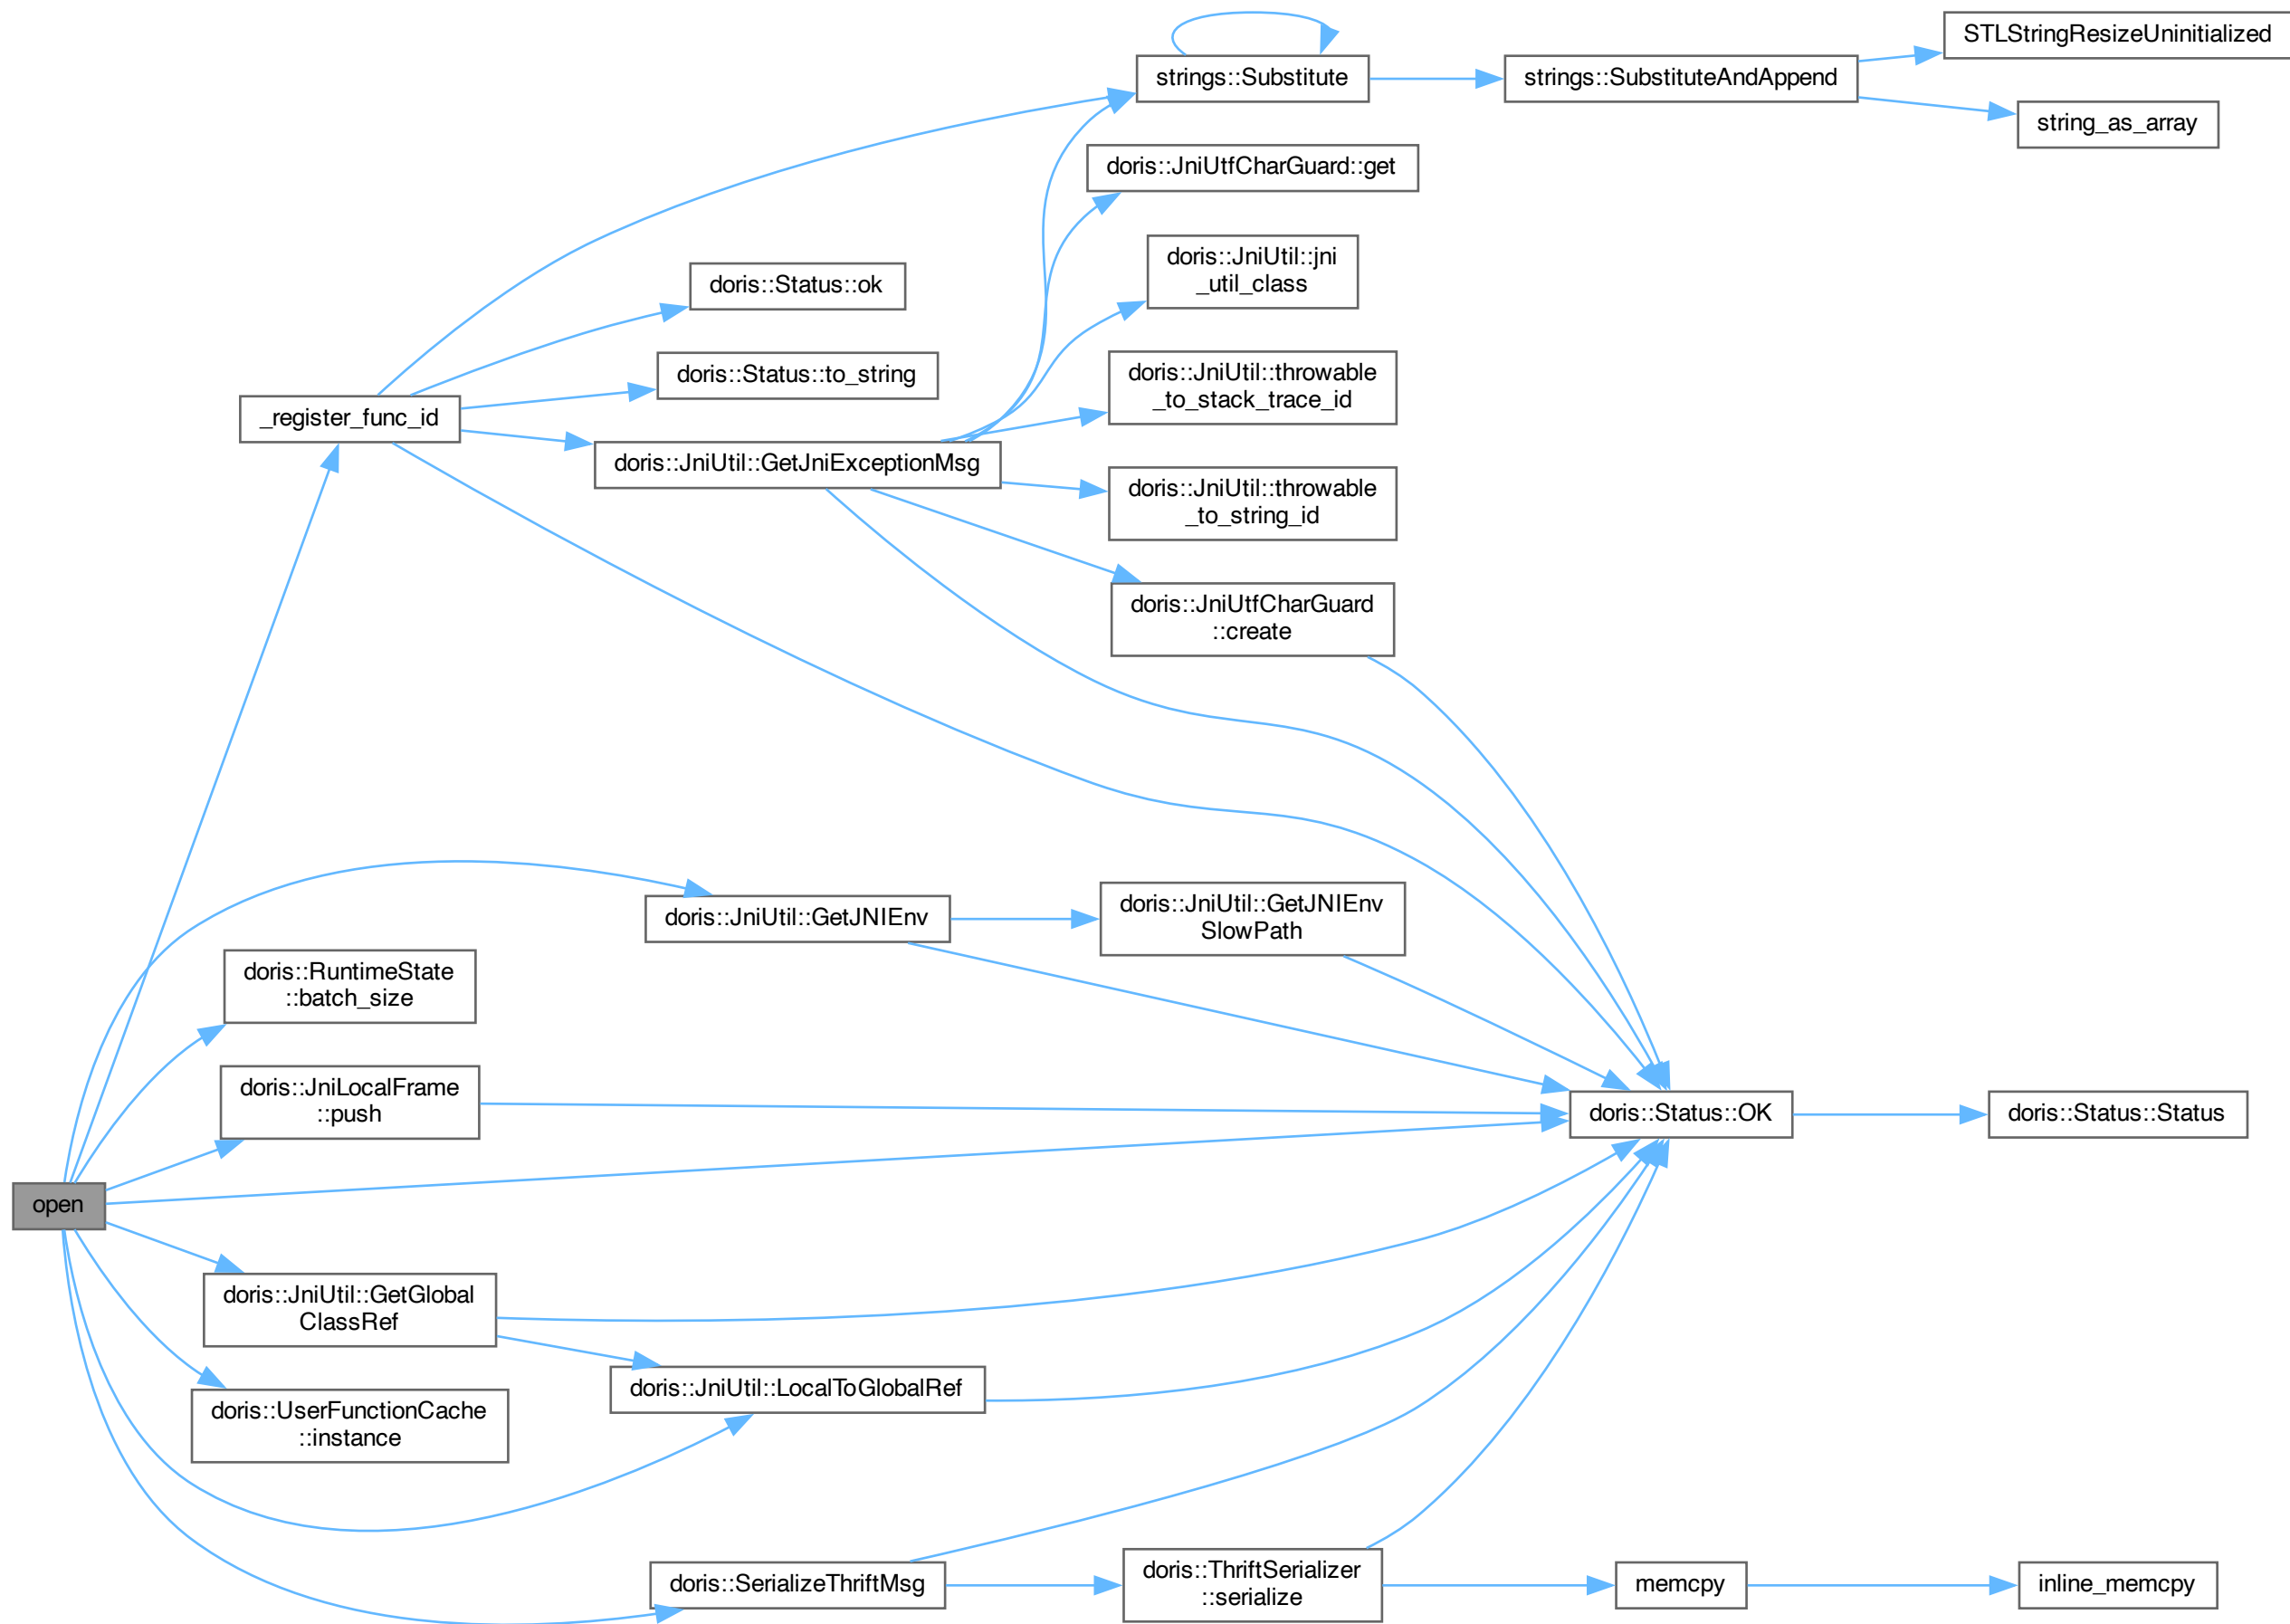 STLStringResizeUninitialized
strings::Substitute
strings::SubstituteAndAppend
string_as_array
doris::JniUtfCharGuard::get
doris::JniUtil::jni
_util_class
doris::Status::ok
doris::Status::to_string
doris::JniUtil::throwable
_to_stack_trace_id
_register_func_id
doris::JniUtil::GetJniExceptionMsg
doris::JniUtil::throwable
_to_string_id
doris::JniUtfCharGuard
::create
doris::JniUtil::GetJNIEnv
doris::JniUtil::GetJNIEnv
SlowPath
doris::RuntimeState
::batch_size
doris::JniLocalFrame
::push
doris::Status::OK
doris::Status::Status
open
doris::JniUtil::GetGlobal
ClassRef
doris::JniUtil::LocalToGlobalRef
doris::UserFunctionCache
::instance
doris::SerializeThriftMsg
doris::ThriftSerializer
::serialize
memcpy
inline_memcpy